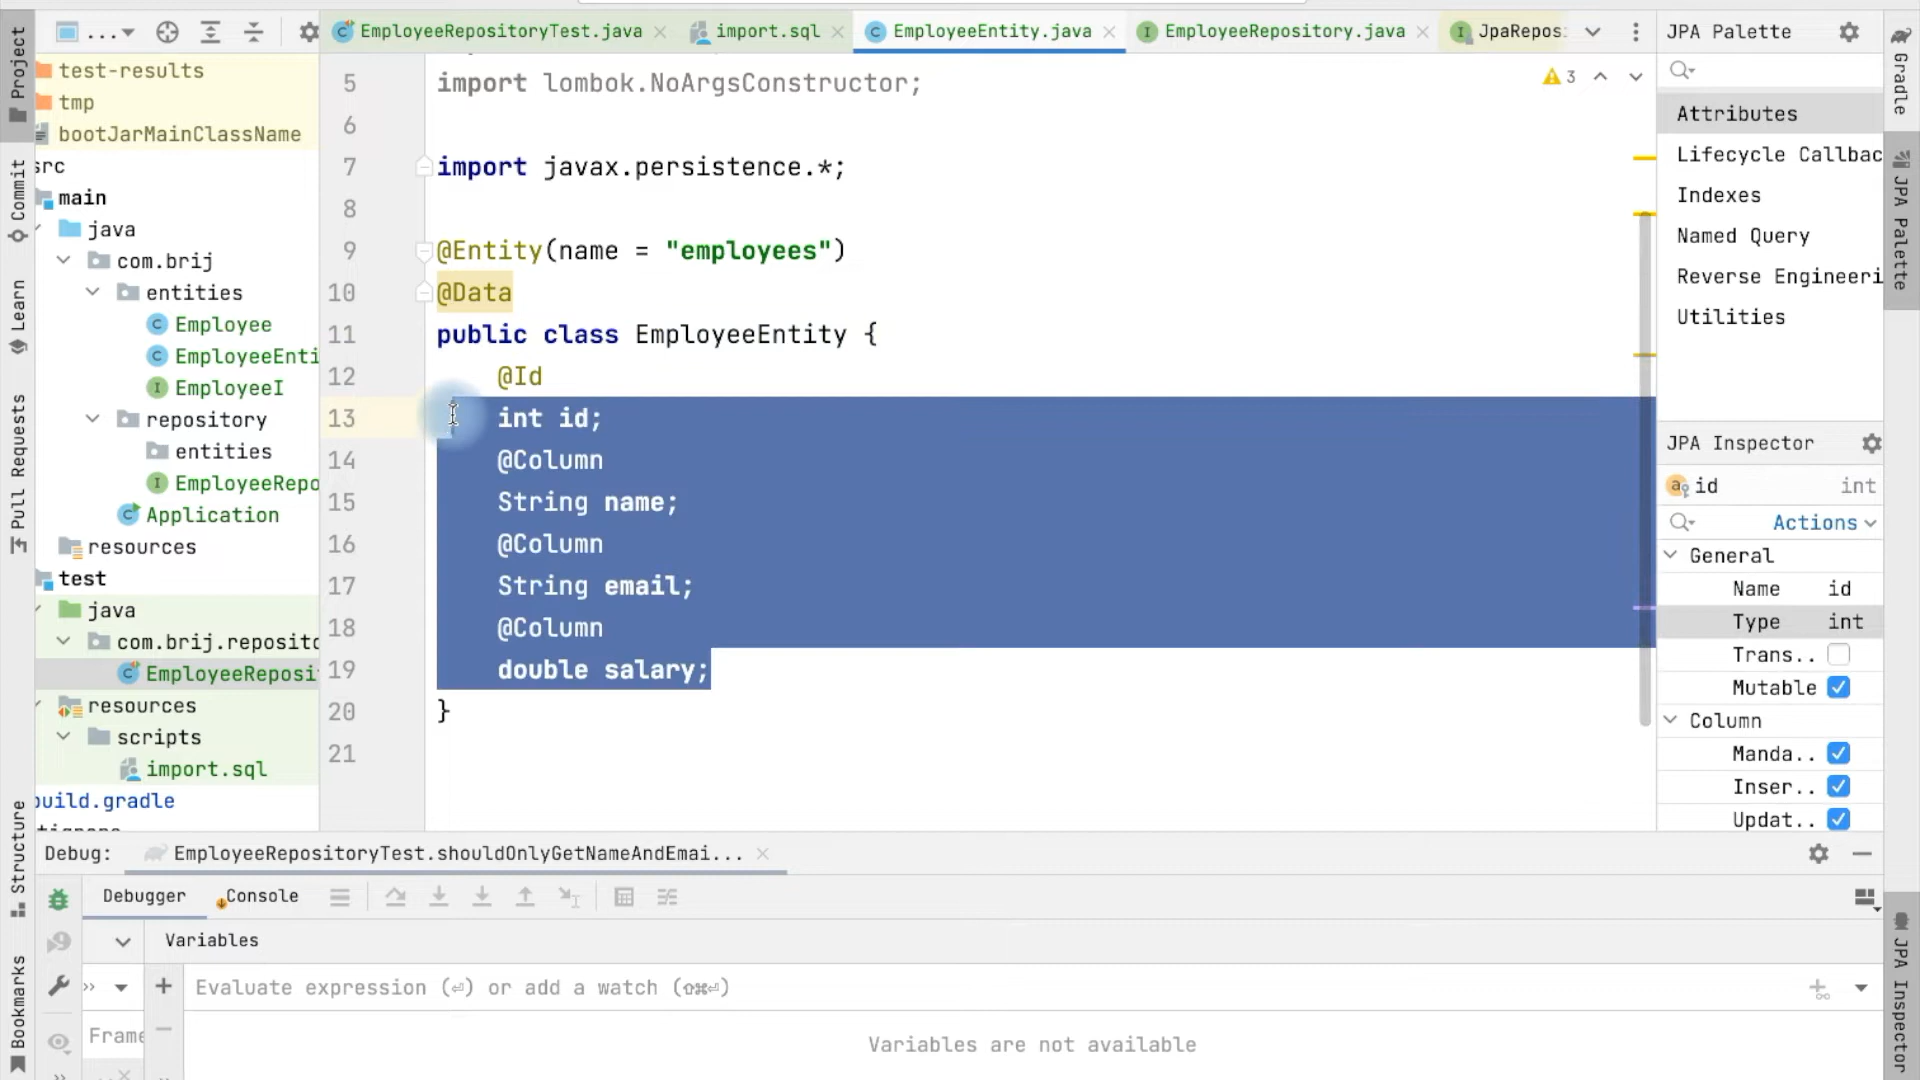 Project
Commit
Learn
Pull Requests
Structure
Bookmarks
...
EmployeeRepositoryTest.java
import.sql
EmployeeEntity.java
EmployeeRepository.java
JpaRepos
test-results
tmp
bootJarMainClassName
src
main
java
com.brij
entities
Employee
EmployeeEnti
EmployeeI
repository
entities
EmployeeRepo
Application
resources
test
java
com.brij.reposito
EmployeeReposi
resources
scripts
import.sql
build.gradle
5 import lombok.NoArgsConstructor;
6
7 import javax.persistence.*;
8
9 @Entity(name = "employees")
10 @Data
11 public class EmployeeEntity {
12 @Id
13 int id;
14 @Column
15 String name;
16 @Column
17 String email;
18 @Column
19 double salary;
20 }
21
3
JPA Palette
Attributes
Lifecycle Callbac
Indexes
Named Query
Reverse Engineeri
Utilities
JPA Inspector
id int
Actions
General
Name id
Type int
Trans..
Mutable
Column
Manda..
Inser..
Updat..
Gradle
JPA Palette
JPA Inspector
Debug: EmployeeRepositoryTest.shouldOnlyGetNameAndEmai...
Debugger Console
Variables
Evaluate expression (⏎) or add a watch (⇧⌘⏎)
Frame
Variables are not available